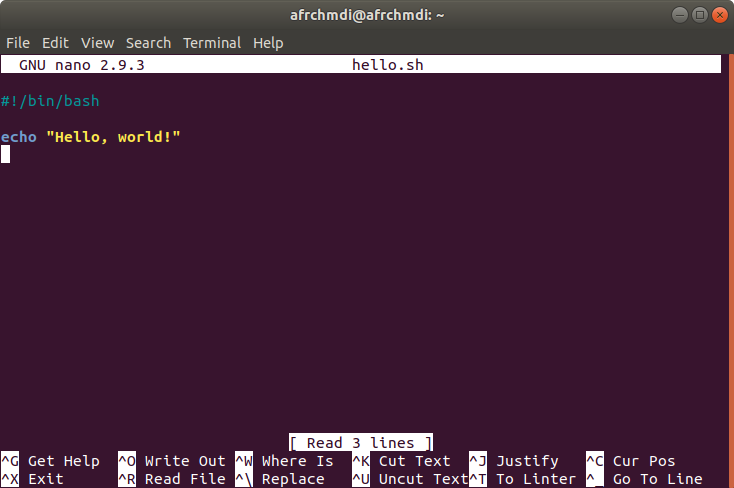 afrchmdi@afrchmdi: ~
File Edit View Search Terminal Help
GNU nano 2.9.3 hello.sh
#!/bin/bash
echo "Hello, world!"
[ Read 3 lines ]
^G Get Help ^O Write Out ^W Where Is ^K Cut Text ^J Justify ^C Cur Pos
^X Exit ^R Read File ^\ Replace ^U Uncut Text ^T To Linter ^_ Go To Line